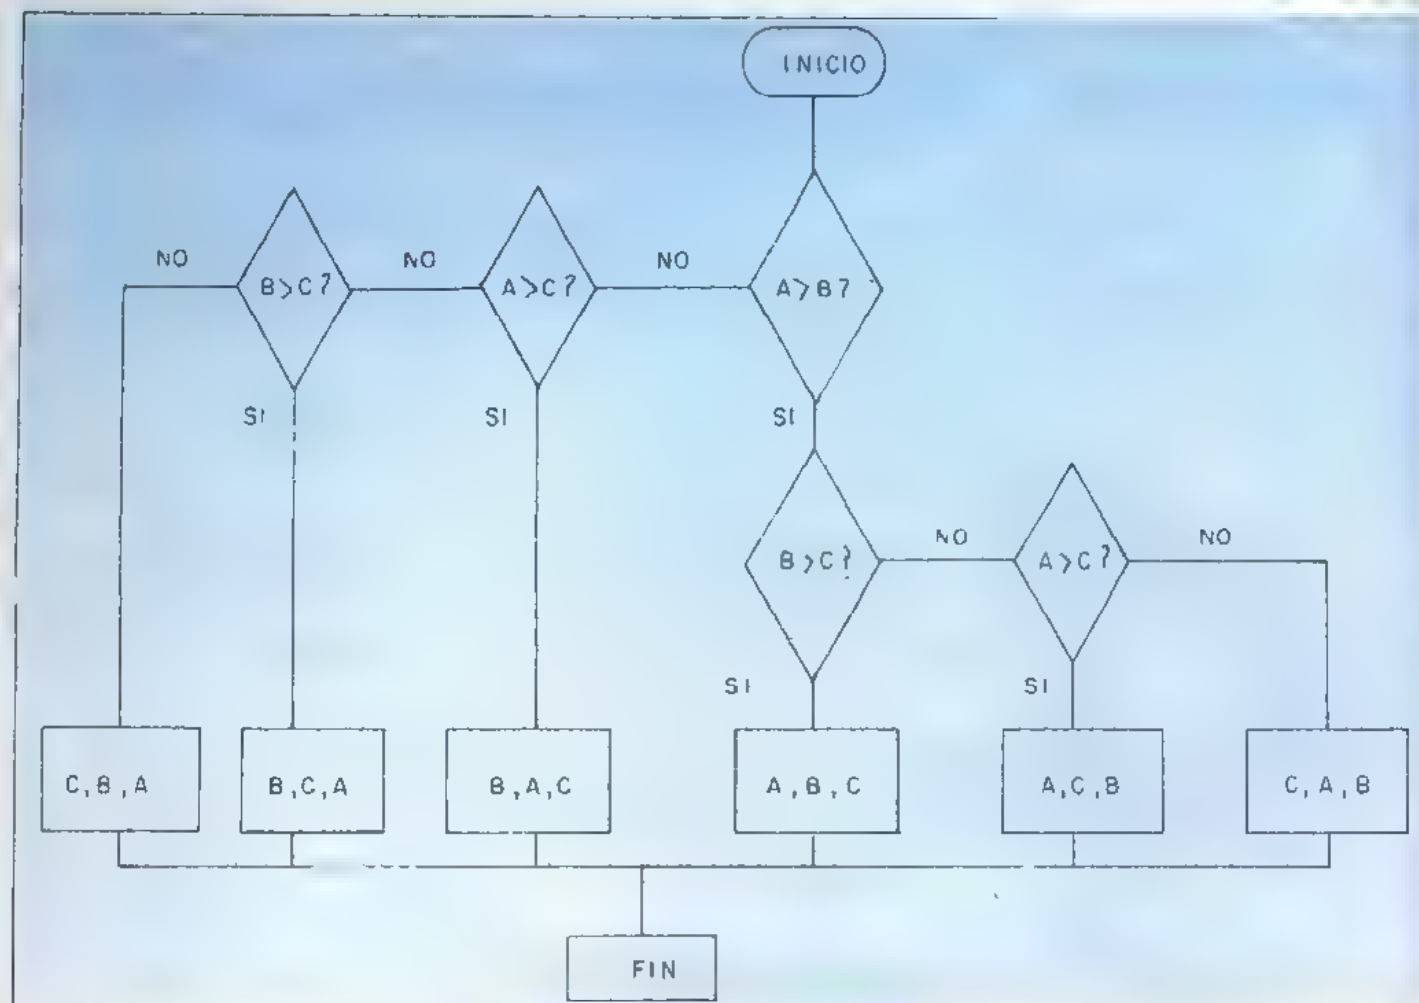 INICIO
NO
B>C?
NO
A>C?
NO
A>B?
SI
SI
SI
B>C?
NO
A>C?
NO
SI
SI
C,B,A
B,C,A
B,A,C
A,B,C
A,C,B
C,A,B
FIN